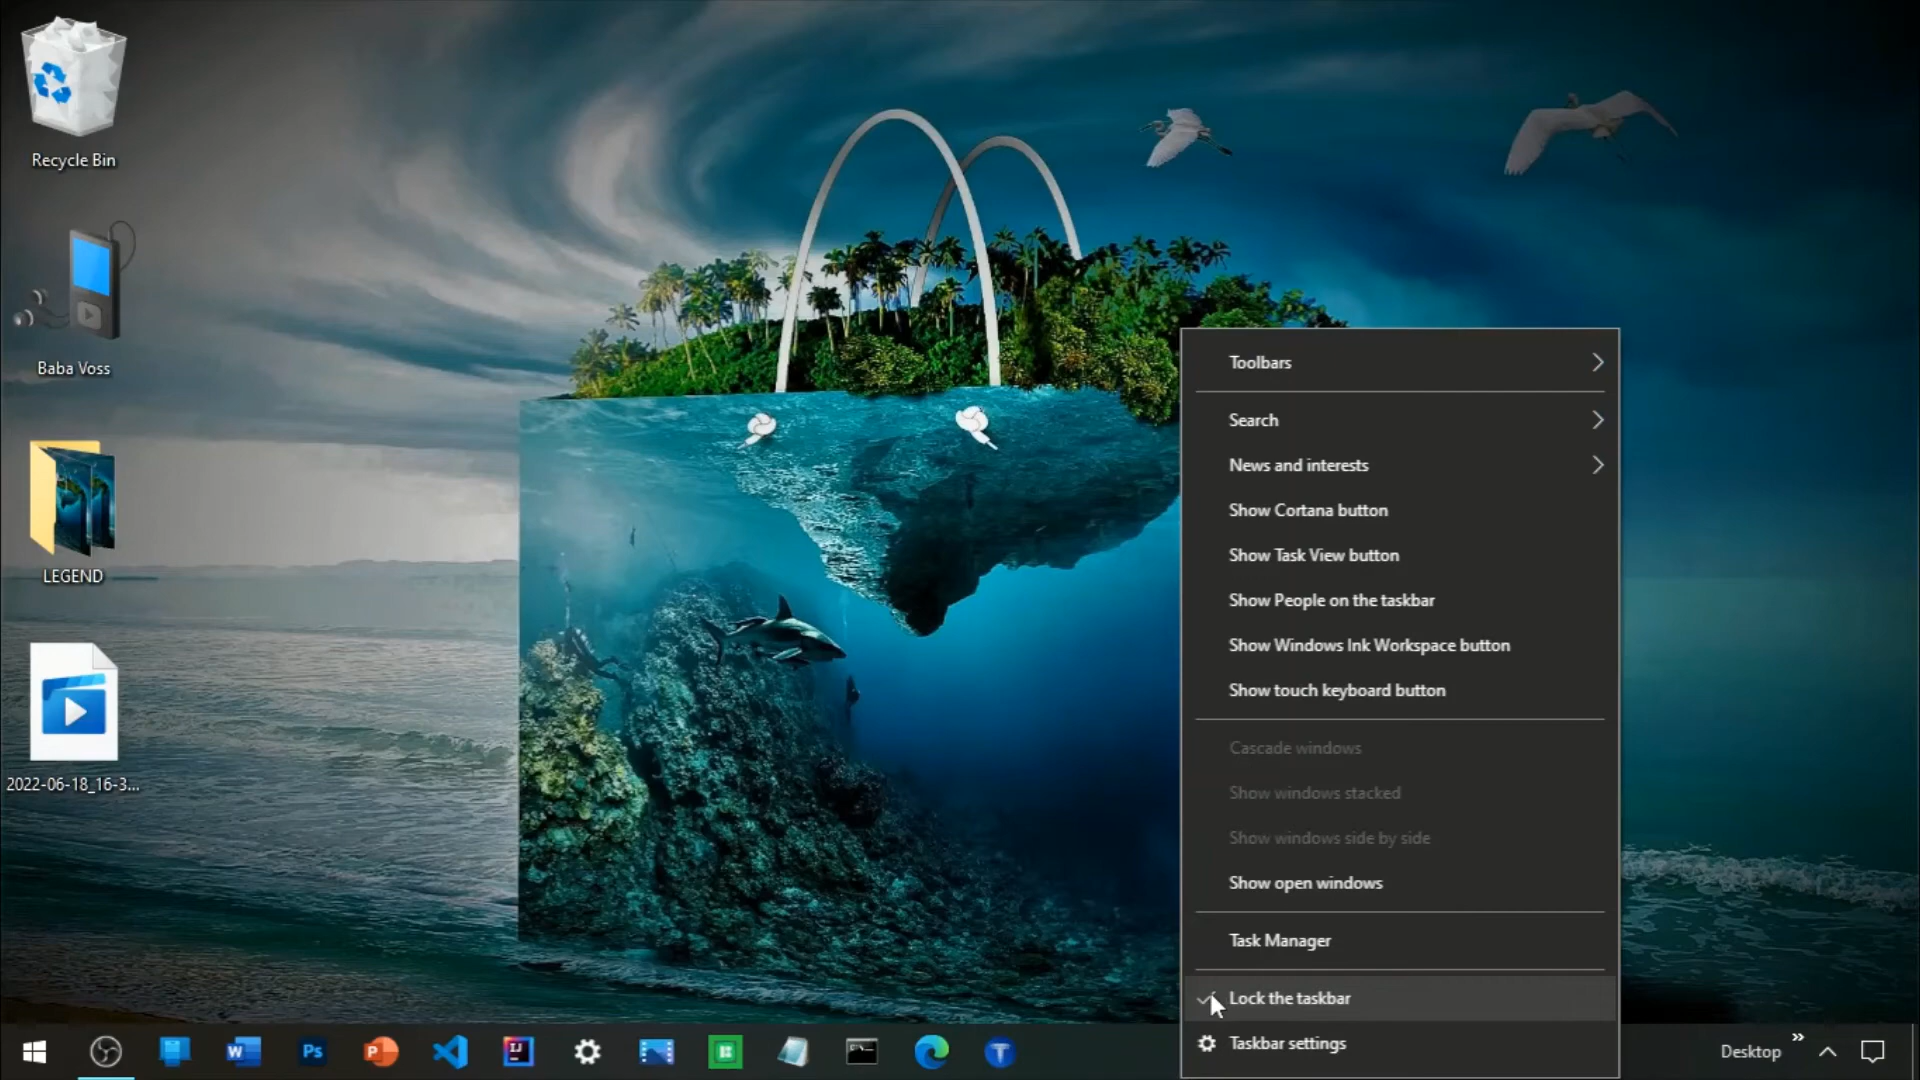 Recycle Bin
Baba Voss
LEGEND
2022-06-18_16-3...
Toolbars
Search
News and interests
Show Cortana button
Show Task View button
Show People on the taskbar
Show Windows Ink Workspace button
Show touch keyboard button
Cascade windows
Show windows stacked
Show windows side by side
Show open windows
Task Manager
Lock the taskbar
Taskbar settings
W
Ps
P
IJ
B
T
Desktop